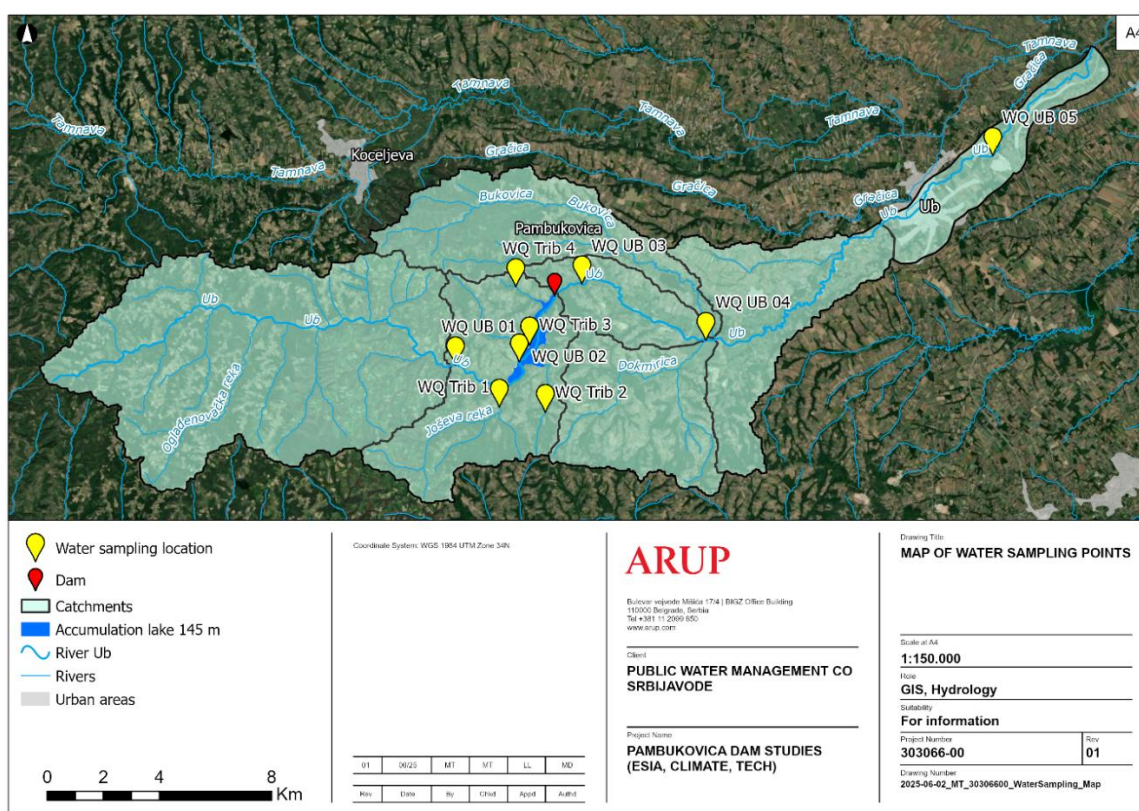 A4
Tamnava
Gračica
Tamnava
Tamnava
Tamnava
Tamnava
WQ UB 05
Ub
Koceljeva
Gračica
Tamnava
Gračica
Gračica
Ub
Ub
Bukovica
Bukovica
Pambukovica
WQ Trib 4
WQ UB 03
Ub
Ub
Ub
WQ UB 04
Ub
WQ UB 01
WQ Trib 3
Ub
WQ UB 02
Dokmirica
WQ Trib 1
WQ Trib 2
Joševa reka
Oglađenovačka reka
Water sampling location
Dam
Catchments
Accumulation lake 145 m
River Ub
Rivers
Urban areas
0 2 4 8
Km
Coordinate System: WGS 1984 UTM Zone 34N
01 06/25 MT MT LL MD
Rev Date By Chkd Appd Authd
ARUP
Bulevar vojvode Mišića 17/4 | BIGZ Office Building
110000 Belgrade, Serbia
Tel +381 11 2099 850
www.arup.com
Client
PUBLIC WATER MANAGEMENT CO
SRBIJAVODE
Project Name
PAMBUKOVICA DAM STUDIES
(ESIA, CLIMATE, TECH)
Drawing Title
MAP OF WATER SAMPLING POINTS
Scale at A4
1:150.000
Role
GIS, Hydrology
Suitability
For information
Project Number
303066-00
Rev
01
Drawing Number
2025-06-02_MT_30306600_WaterSampling_Map